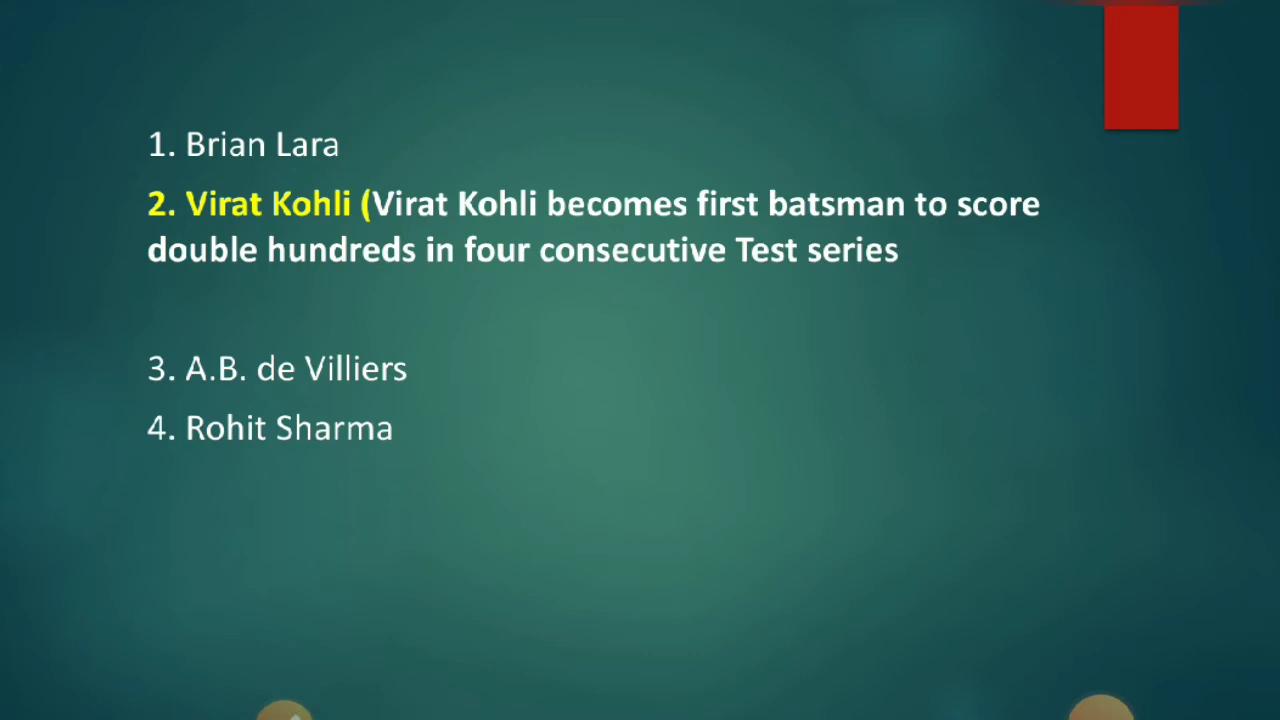 1. Brian Lara
2. Virat Kohli (Virat Kohli becomes first batsman to score
double hundreds in four consecutive Test series
3. A.B. de Villiers
4. Rohit Sharma